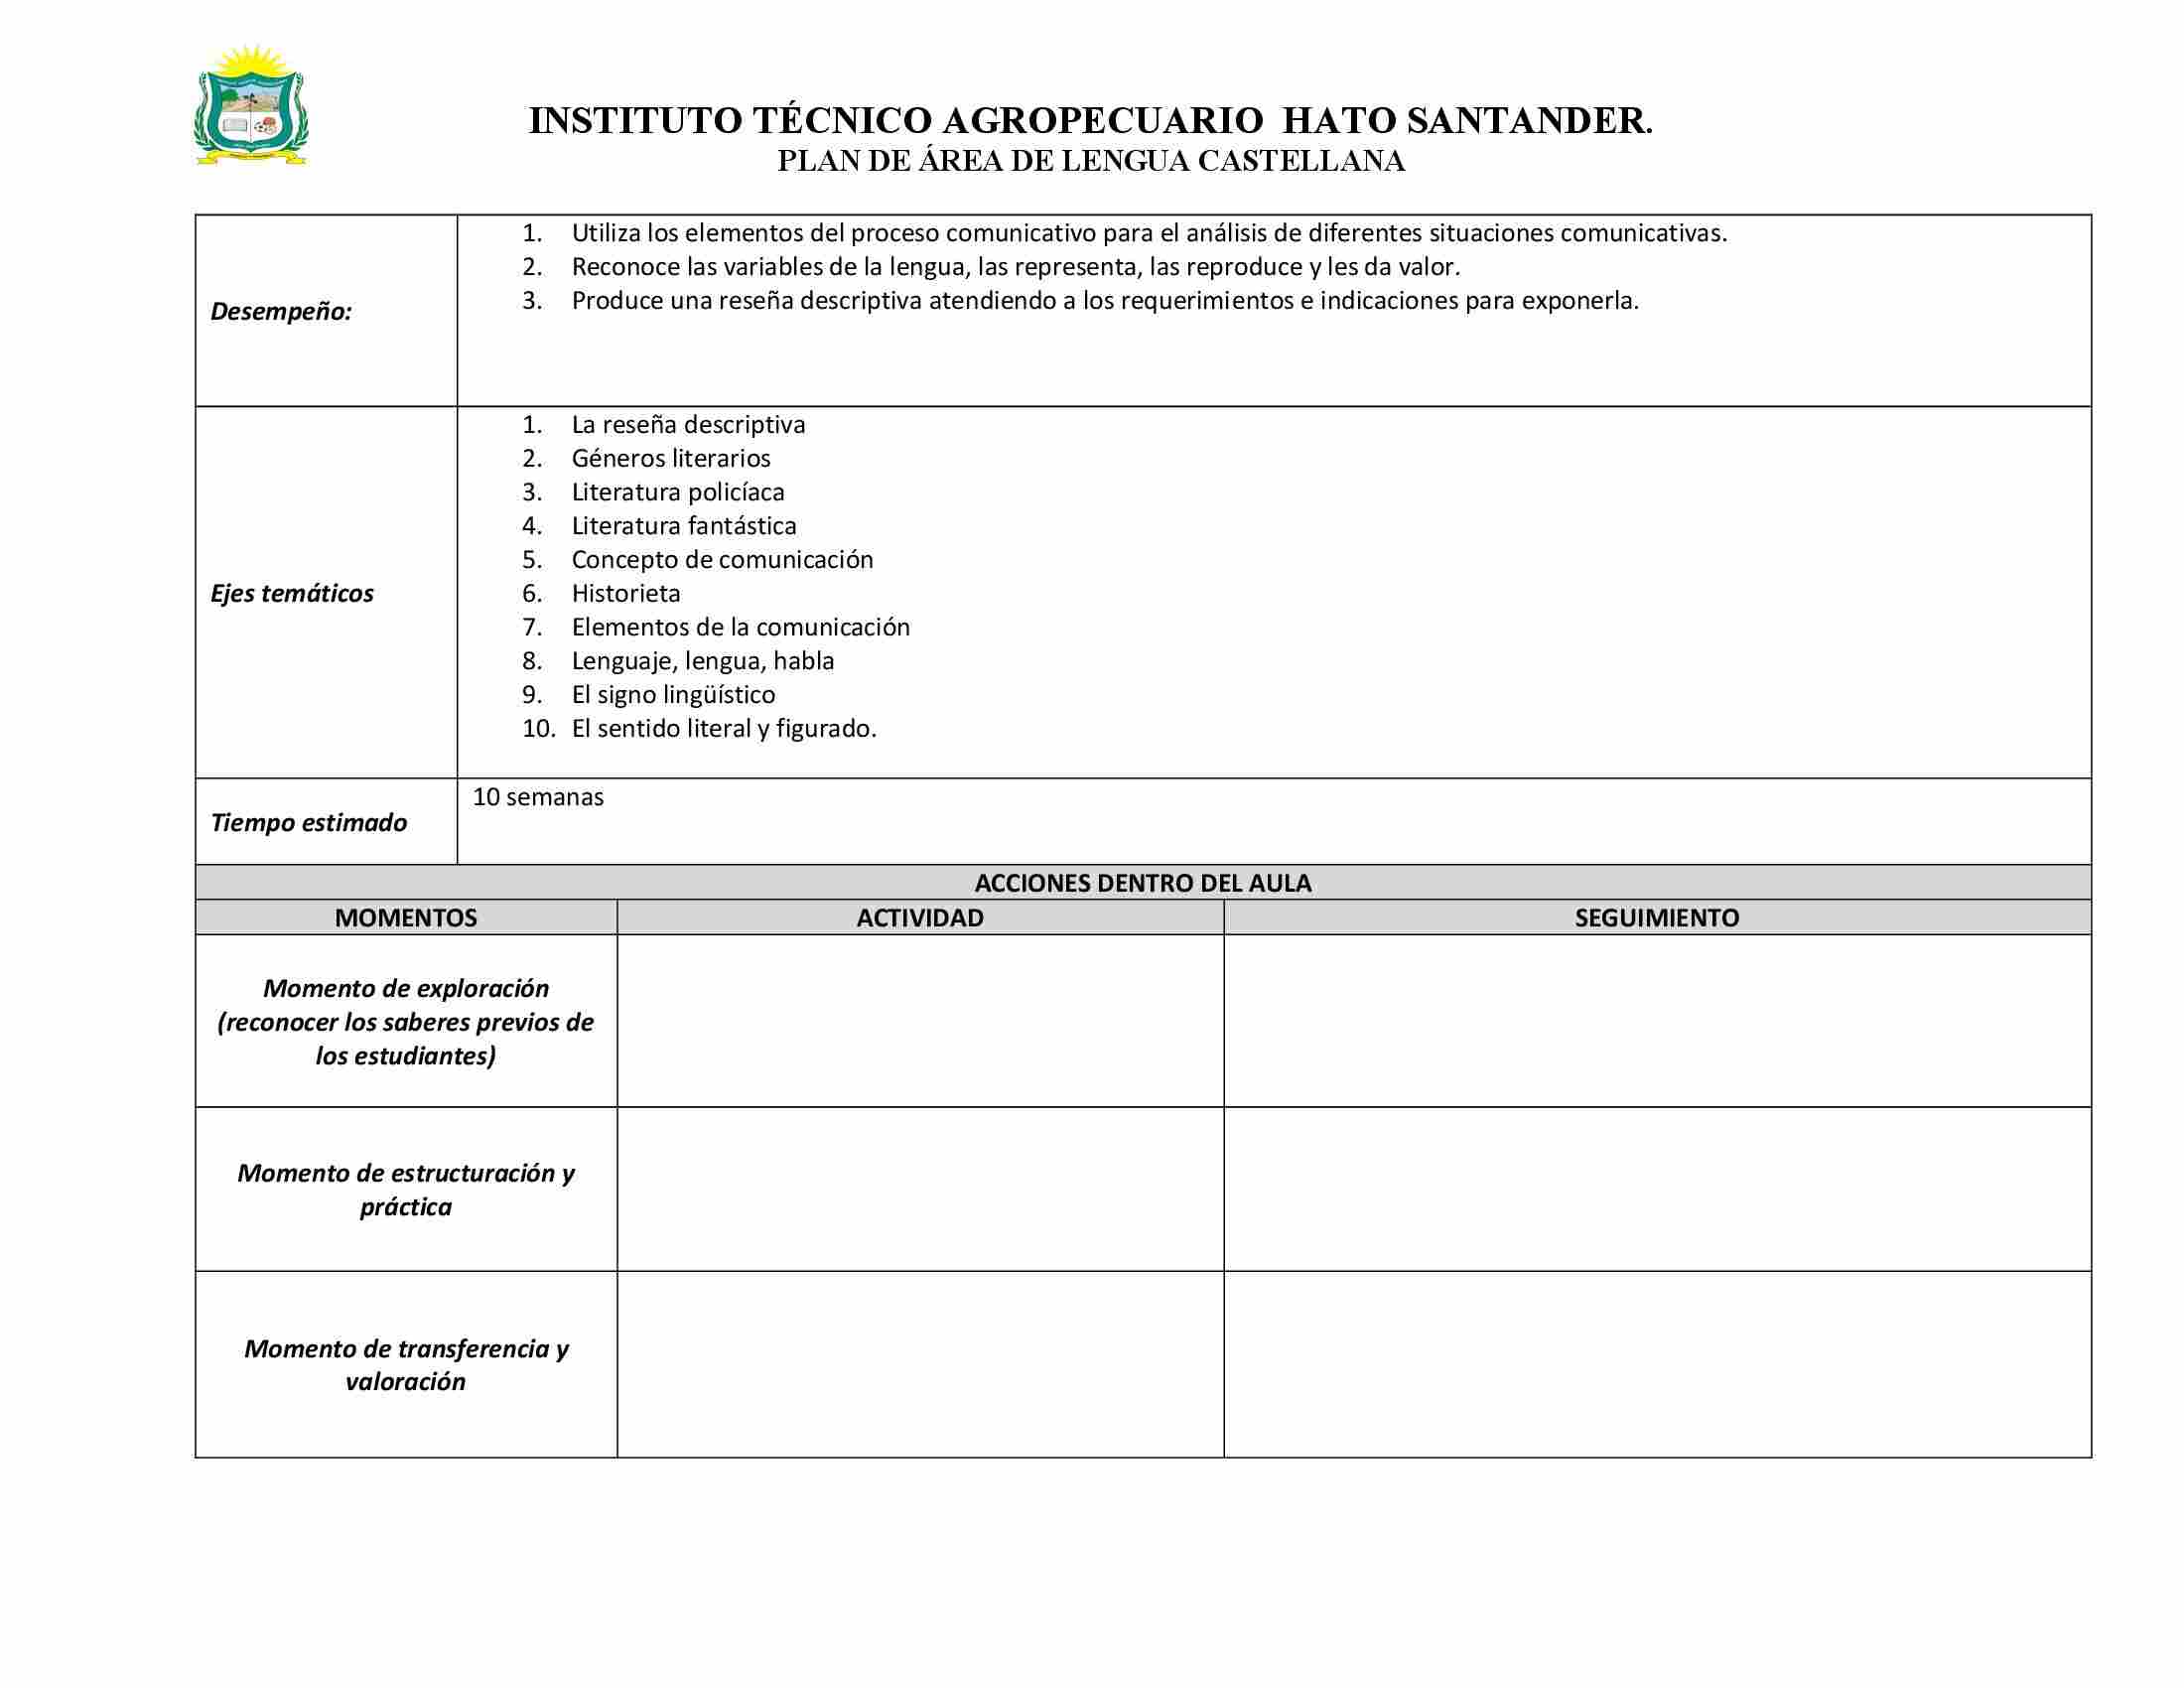 INSTITUTO TÉCNICO AGROPECUARIO HATO SANTANDER.
PLAN DE ÁREA DE LENGUA CASTELLANA
Desempeño:
1. Utiliza los elementos del proceso comunicativo para el análisis de diferentes situaciones comunicativas.
2. Reconoce las variables de la lengua, las representa, las reproduce y les da valor.
3. Produce una reseña descriptiva atendiendo a los requerimientos e indicaciones para exponerla.
Ejes temáticos
1. La reseña descriptiva
2. Géneros literarios
3. Literatura policíaca
4. Literatura fantástica
5. Concepto de comunicación
6. Historieta
7. Elementos de la comunicación
8. Lenguaje, lengua, habla
9. El signo lingüístico
10. El sentido literal y figurado.
Tiempo estimado
10 semanas
ACCIONES DENTRO DEL AULA
MOMENTOS
ACTIVIDAD
SEGUIMIENTO
Momento de exploración
(reconocer los saberes previos de
los estudiantes)
Momento de estructuración y
práctica
Momento de transferencia y
valoración